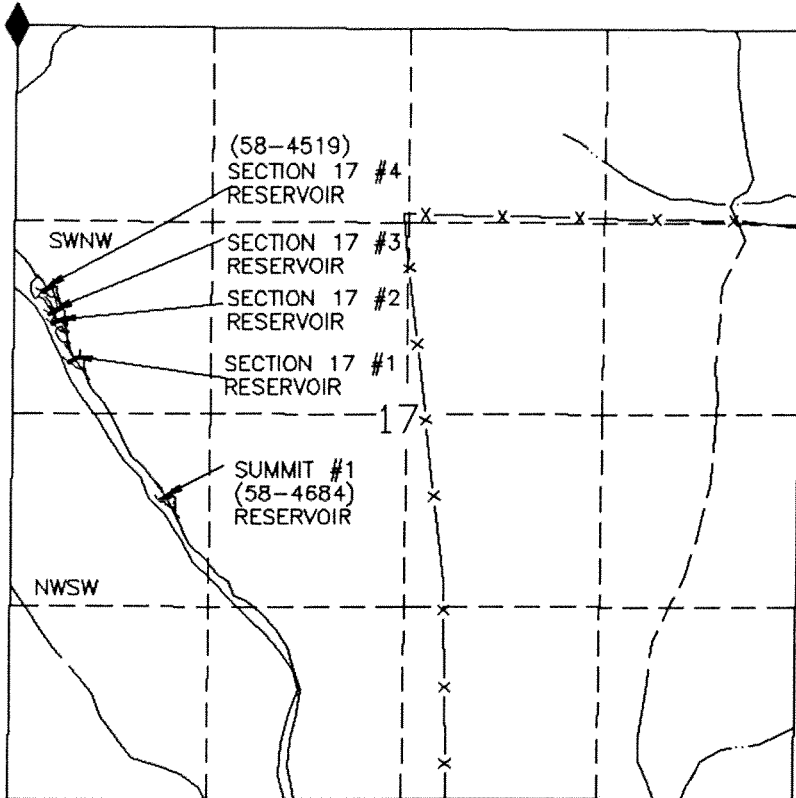 (58-4519)
SECTION 17 #4
RESERVOIR
SWNW
SECTION 17 #3
RESERVOIR
SECTION 17 #2
RESERVOIR
SECTION 17 #1
RESERVOIR
17
SUMMIT #1
(58-4684)
RESERVOIR
NWSW